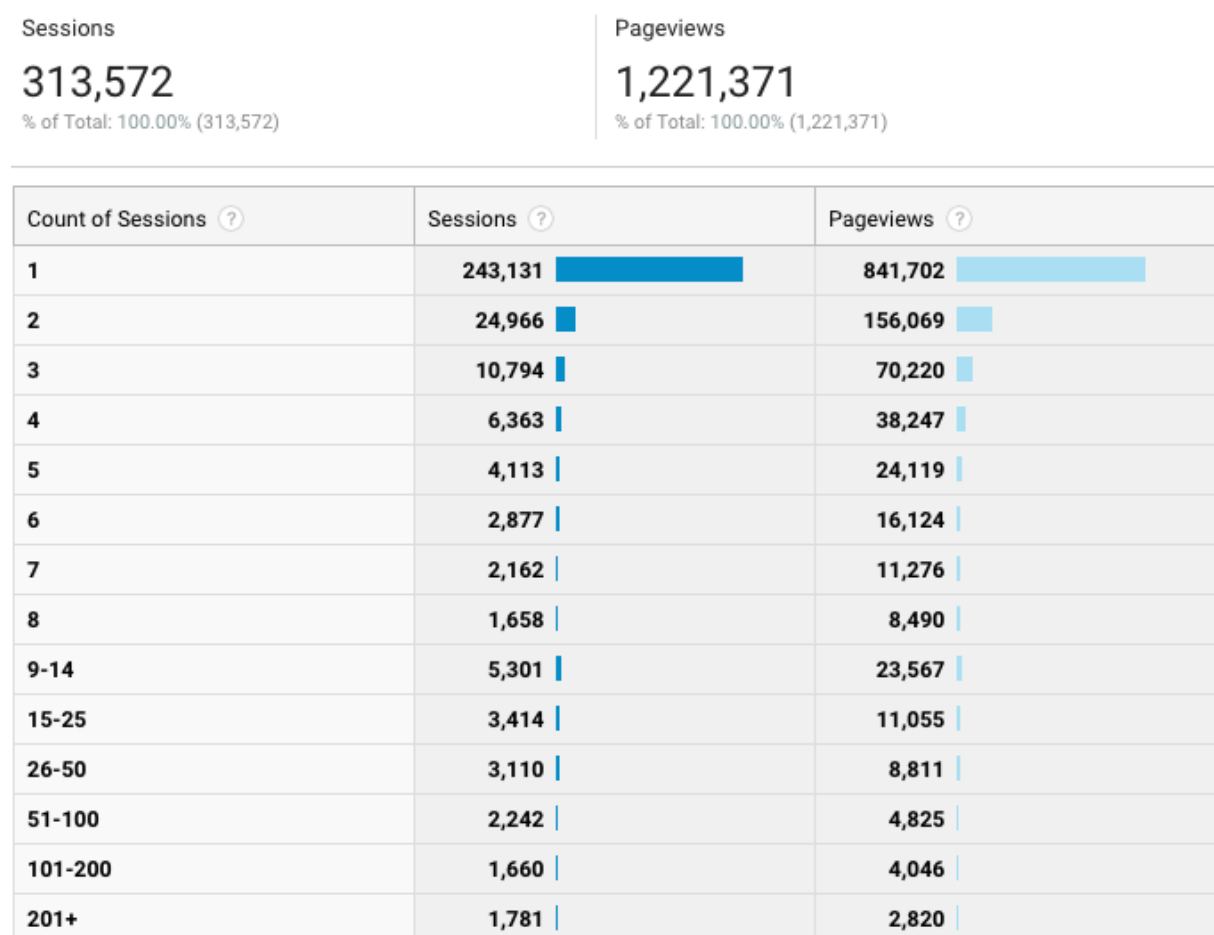 Sessions Pageviews
313,572 1,221,371
% of Total: 100.00% (313,572) % of Total: 100.00% (1,221,371)
Count of Sessions ? Sessions ? Pageviews ?
1 243,131 841,702
2 24,966 156,069
3 10,794 70,220
4 6,363 38,247
5 4,113 24,119
6 2,877 16,124
7 2,162 11,276
8 1,658 8,490
9-14 5,301 23,567
15-25 3,414 11,055
26-50 3,110 8,811
51-100 2,242 4,825
101-200 1,660 4,046
201+ 1,781 2,820